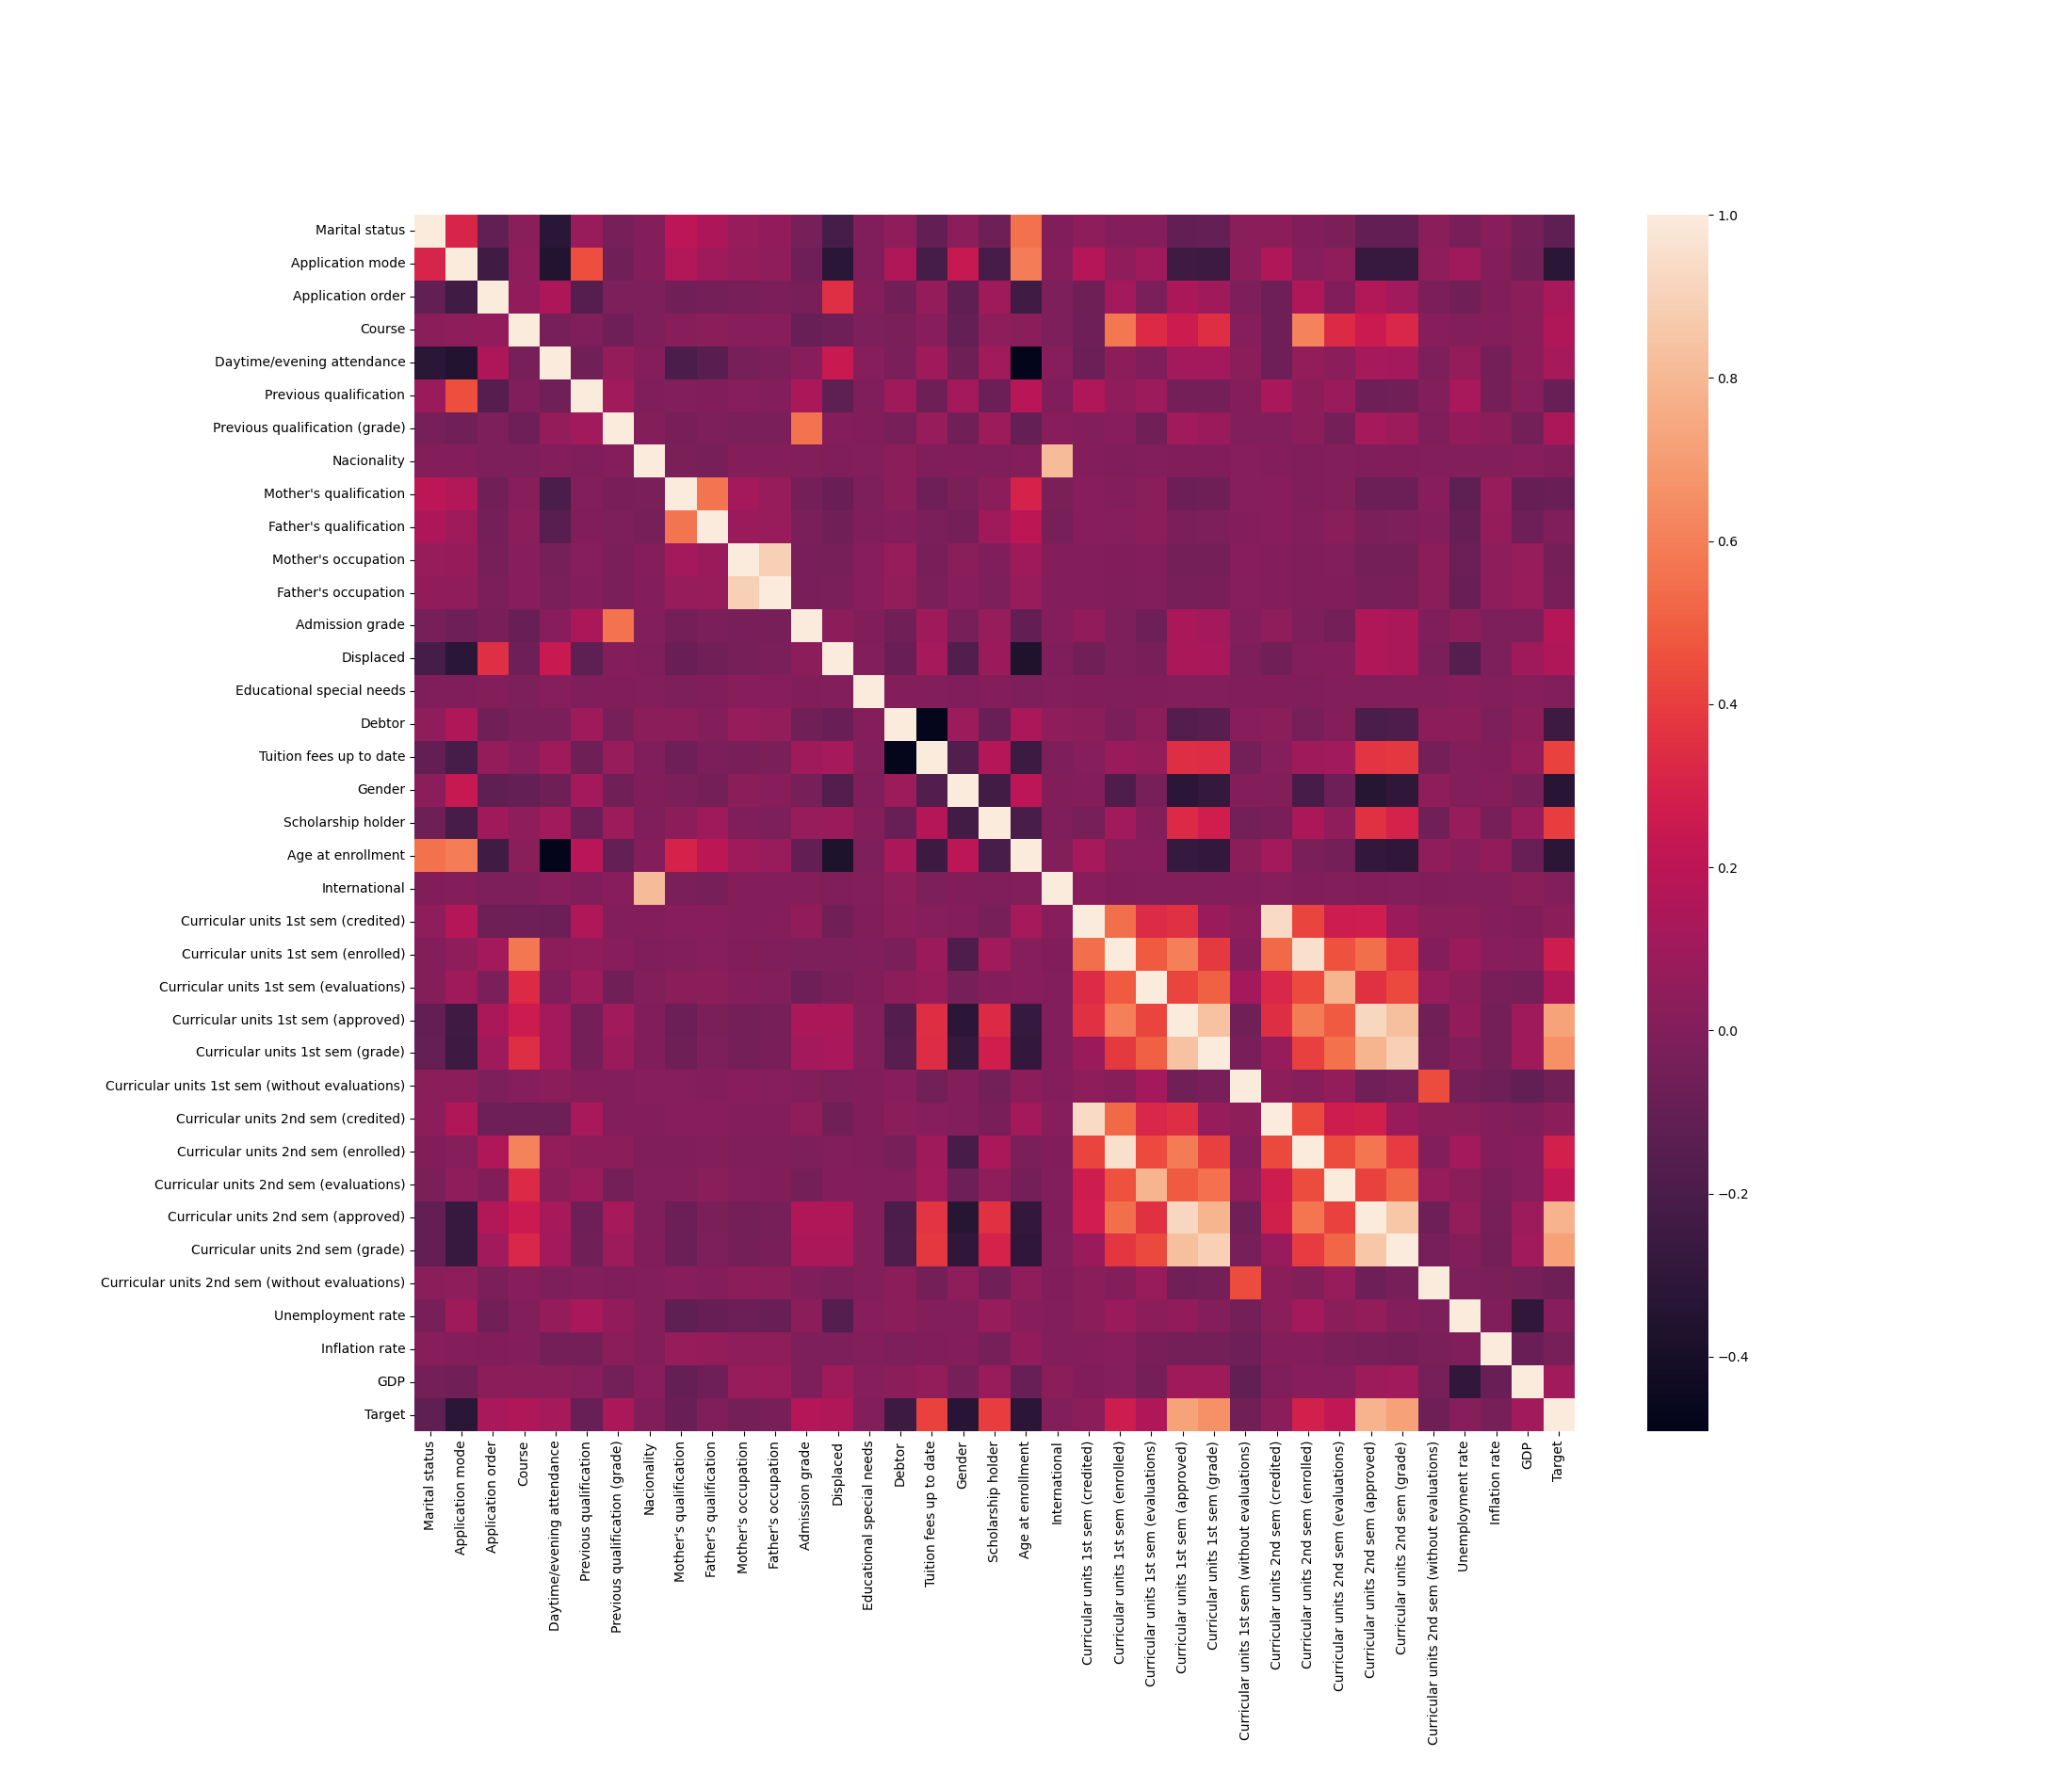 Marital status
Application mode
Application order
Course
Daytime/evening attendance
Previous qualification
Previous qualification (grade)
Nacionality
Mother's qualification
Father's qualification
Mother's occupation
Father's occupation
Admission grade
Displaced
Educational special needs
Debtor
Tuition fees up to date
Gender
Scholarship holder
Age at enrollment
International
Curricular units 1st sem (credited)
Curricular units 1st sem (enrolled)
Curricular units 1st sem (evaluations)
Curricular units 1st sem (approved)
Curricular units 1st sem (grade)
Curricular units 1st sem (without evaluations)
Curricular units 2nd sem (credited)
Curricular units 2nd sem (enrolled)
Curricular units 2nd sem (evaluations)
Curricular units 2nd sem (approved)
Curricular units 2nd sem (grade)
Curricular units 2nd sem (without evaluations)
Unemployment rate
Inflation rate
GDP
Target
Marital status
Application mode
Application order
Course
Daytime/evening attendance
Previous qualification
Previous qualification (grade)
Nacionality
Mother's qualification
Father's qualification
Mother's occupation
Father's occupation
Admission grade
Displaced
Educational special needs
Debtor
Tuition fees up to date
Gender
Scholarship holder
Age at enrollment
International
Curricular units 1st sem (credited)
Curricular units 1st sem (enrolled)
Curricular units 1st sem (evaluations)
Curricular units 1st sem (approved)
Curricular units 1st sem (grade)
Curricular units 1st sem (without evaluations)
Curricular units 2nd sem (credited)
Curricular units 2nd sem (enrolled)
Curricular units 2nd sem (evaluations)
Curricular units 2nd sem (approved)
Curricular units 2nd sem (grade)
Curricular units 2nd sem (without evaluations)
Unemployment rate
Inflation rate
GDP
Target
1.0
0.8
0.6
0.4
0.2
0.0
−0.2
−0.4